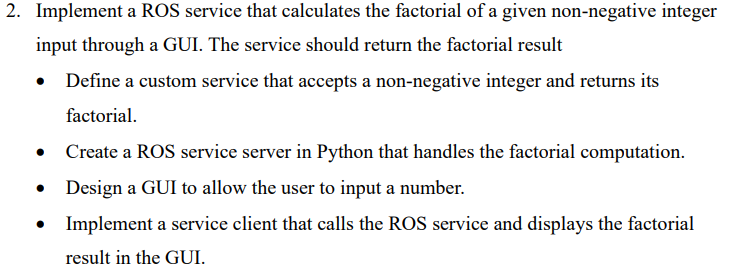 2. Implement a ROS service that calculates the factorial of a given non-negative integer
input through a GUI. The service should return the factorial result
• Define a custom service that accepts a non-negative integer and returns its
factorial.
• Create a ROS service server in Python that handles the factorial computation.
• Design a GUI to allow the user to input a number.
• Implement a service client that calls the ROS service and displays the factorial
result in the GUI.